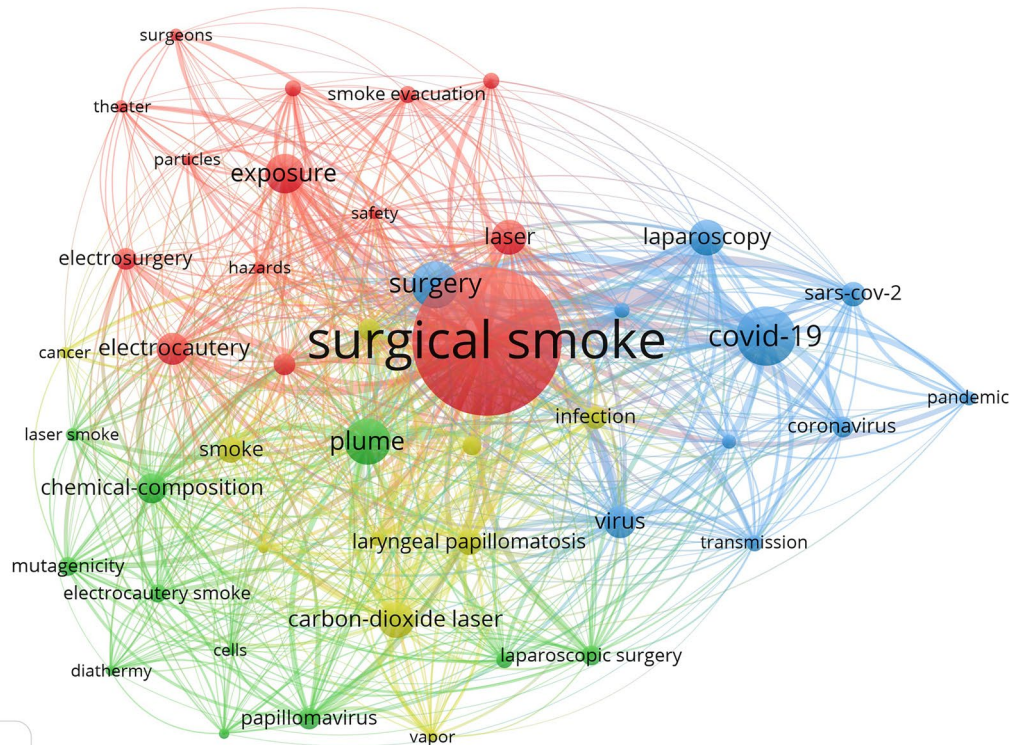 surgeons
smoke evacuation
theater
particles
exposure
safety
laser
laparoscopy
electrosurgery
hazards
surgery
sars-cov-2
surgical smoke
covid-19
electrocautery
cancer
pandemic
infection
coronavirus
laser smoke
plume
smoke
chemical-composition
virus
laryngeal papillomatosis
transmission
mutagenicity
electrocautery smoke
carbon-dioxide laser
cells
laparoscopic surgery
diathermy
papillomavirus
vapor